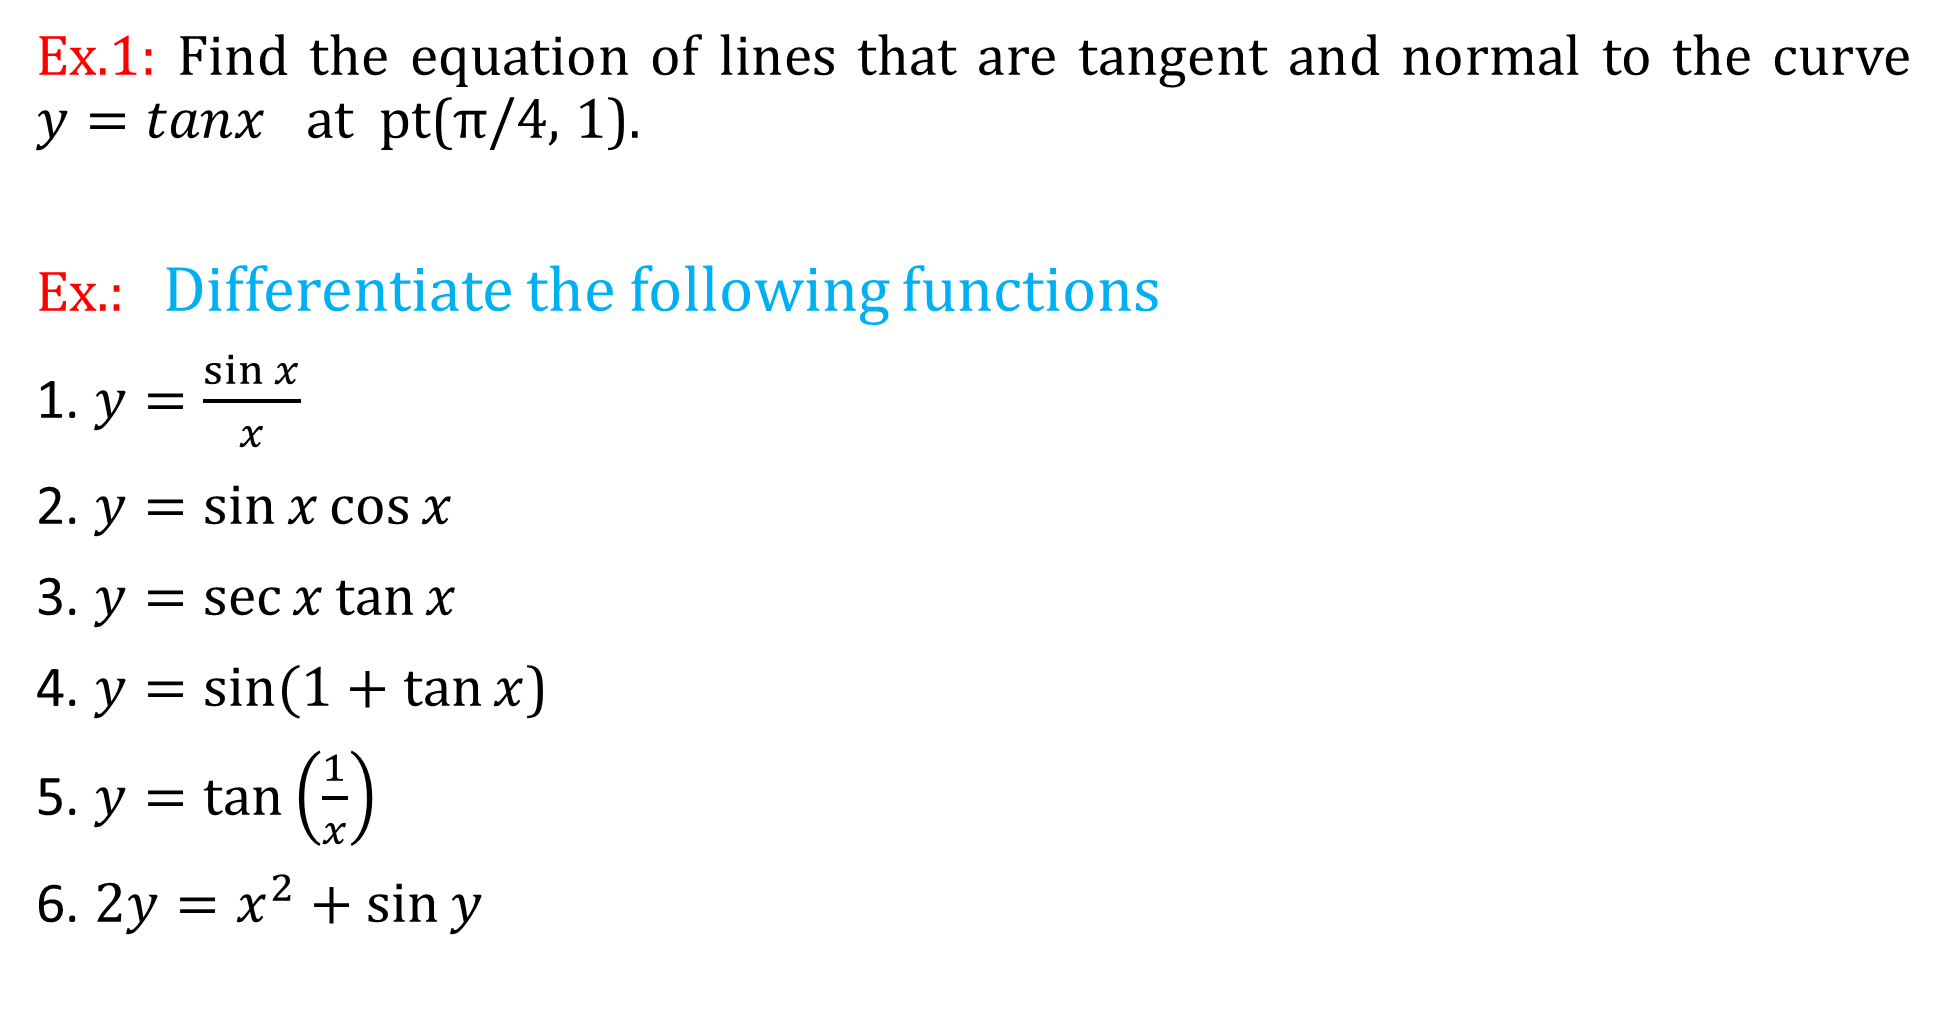 Ex.1: Find the equation of lines that are tangent and normal to the curve
y = tanx at pt(π/4, 1).
Ex.: Differentiate the following functions
1. y = sin x / x
2. y = sin x cos x
3. y = sec x tan x
4. y = sin(1 + tan x)
5. y = tan (1/x)
6. 2y = x² + sin y